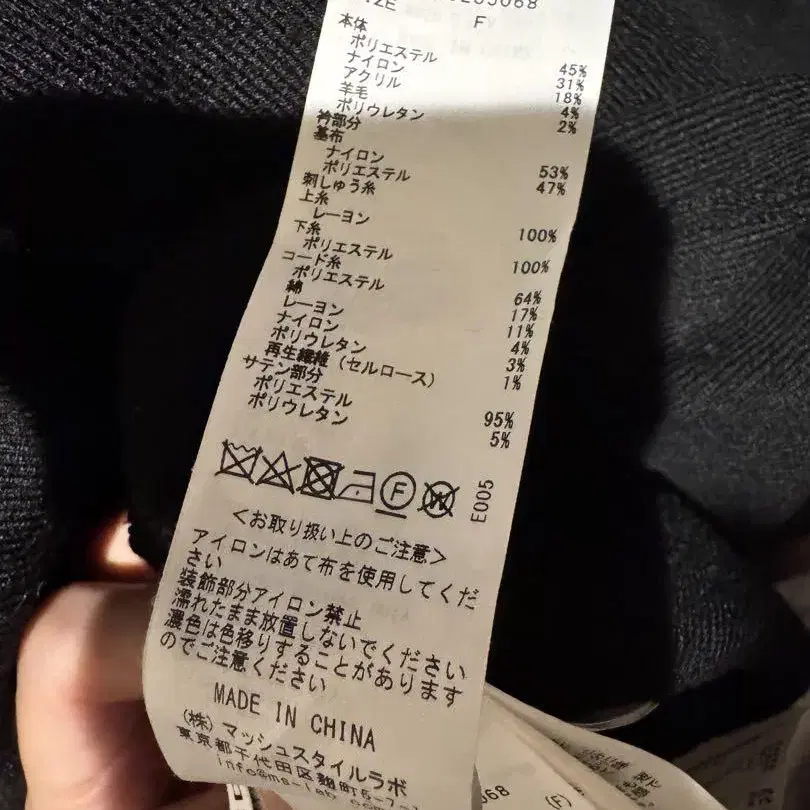 F
本体
ポリエステル 45%
ナイロン 31%
アクリル 18%
羊毛 4%
ポリウレタン 2%
衿部分
基布
ナイロン 53%
ポリエステル 47%
刺しゅう糸
上糸
レーヨン 100%
下糸
ポリエステル 100%
コード糸
ポリエステル 64%
綿 17%
レーヨン 11%
ナイロン 4%
ポリウレタン 3%
再生繊維(セルロース) 1%
サテン部分
ポリエステル 95%
ポリウレタン 5%
F
E005
<お取り扱い上のご注意>
アイロンはあて布を使用してくだ
さい
装飾部分アイロン禁止
濡れたまま放置しないでください
濃色は色移りすることがあります
のでご注意ください
MADE IN CHINA
(株)マッシュスタイルラボ
東京都千代田区麹町
068 (F)